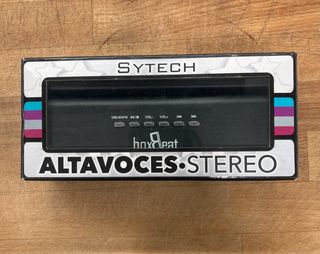 SYTECH
VOL-
VOL+
boxBeat
ALTAVOCES•STEREO